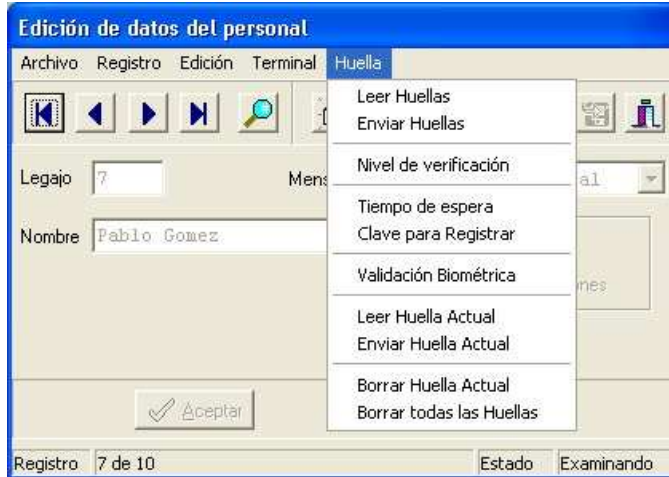 Edición de datos del personal
Archivo Registro Edición Terminal Huella
Leer Huellas
Enviar Huellas
Nivel de verificación
Legajo 7
Tiempo de espera
Nombre Pablo Gomez
Clave para Registrar
Validación Biométrica
Leer Huella Actual
Enviar Huella Actual
Borrar Huella Actual
Aceptar
Borrar todas las Huellas
Registro 7 de 10 Estado Examinando